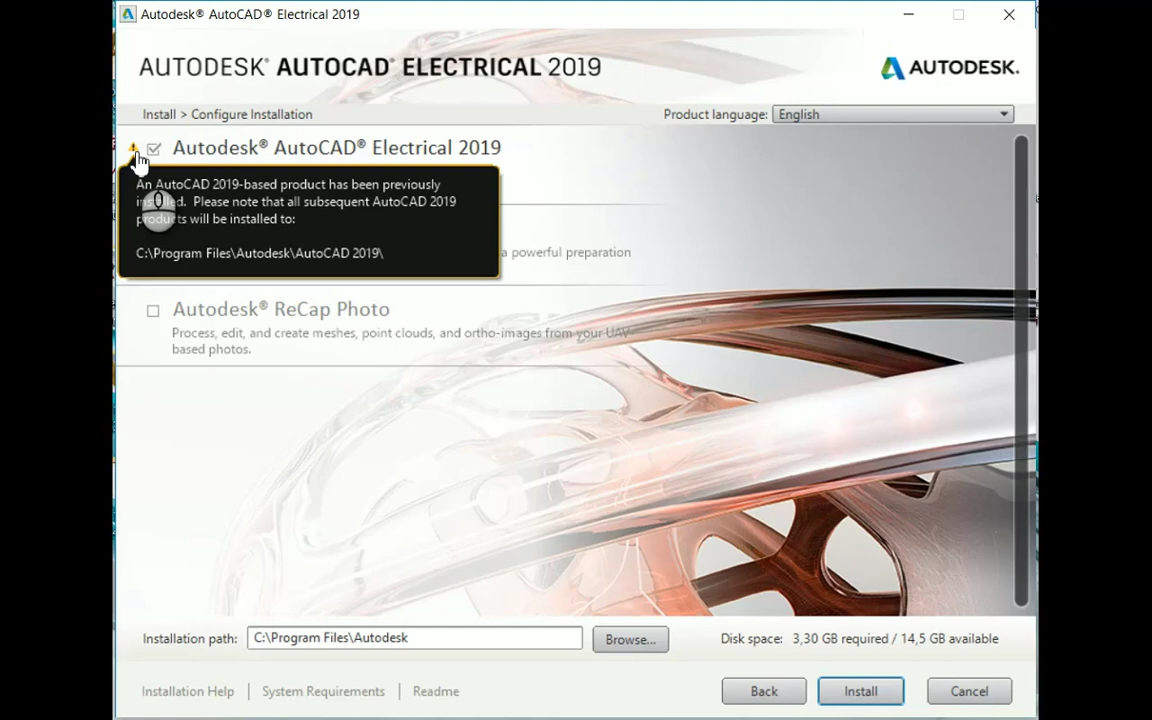 Autodesk® AutoCAD® Electrical 2019
AUTODESK® AUTOCAD® ELECTRICAL 2019
AUTODESK.
Install > Configure Installation
Product language: English
Autodesk® AutoCAD® Electrical 2019
An AutoCAD 2019-based product has been previously
installed. Please note that all subsequent AutoCAD 2019
products will be installed to:
C:\Program Files\Autodesk\AutoCAD 2019\
a powerful preparation
Autodesk® ReCap Photo
Process, edit, and create meshes, point clouds, and ortho-images from your UAV
based photos.
Installation path: C:\Program Files\Autodesk Browse... Disk space: 3,30 GB required / 14,5 GB available
Installation Help | System Requirements | Readme Back Install Cancel